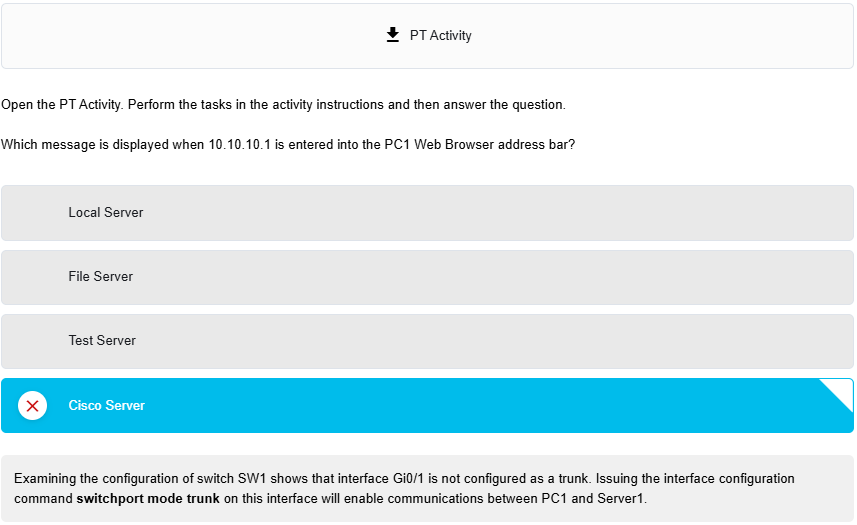 PT Activity
Open the PT Activity. Perform the tasks in the activity instructions and then answer the question.
Which message is displayed when 10.10.10.1 is entered into the PC1 Web Browser address bar?
Local Server
File Server
Test Server
Cisco Server
Examining the configuration of switch SW1 shows that interface Gi0/1 is not configured as a trunk. Issuing the interface configuration
command switchport mode trunk on this interface will enable communications between PC1 and Server1.